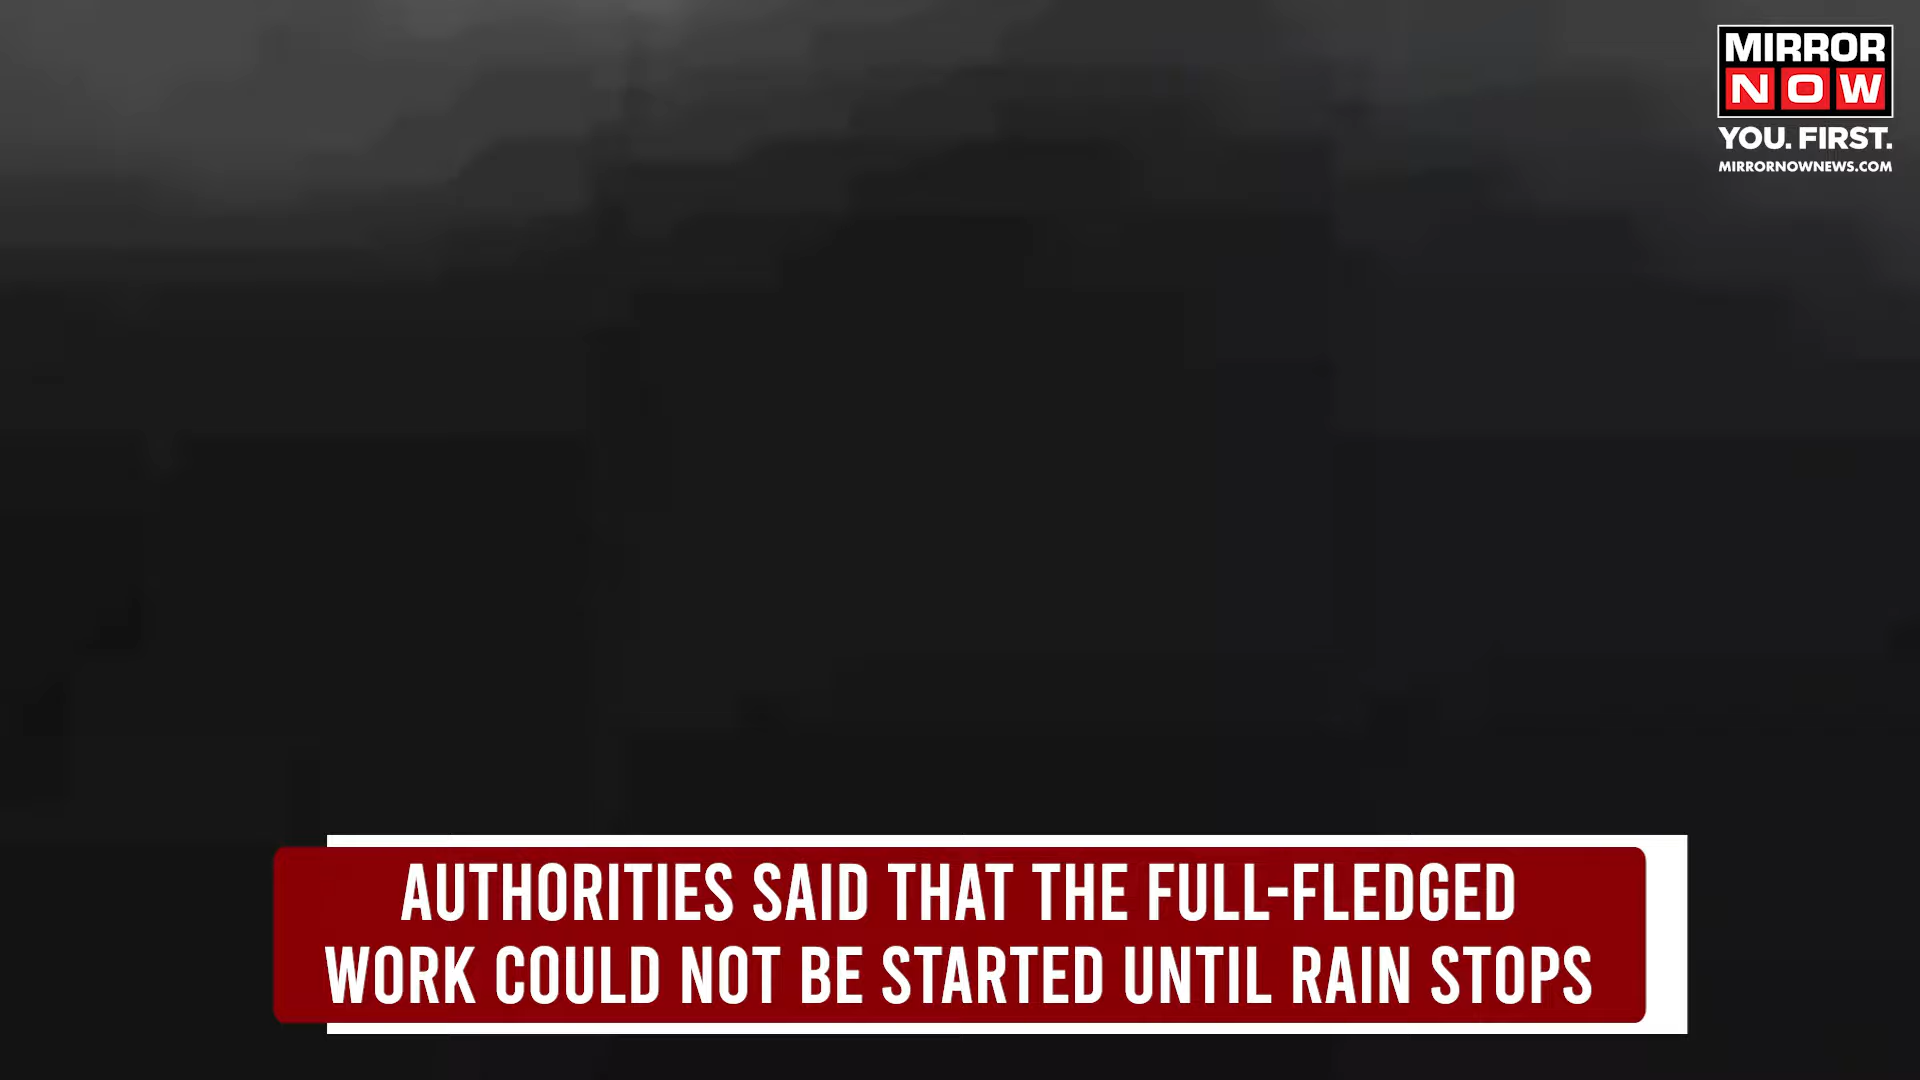 MIRROR
NOW
YOU. FIRST.
MIRRORNOWNEWS.COM
AUTHORITIES SAID THAT THE FULL-FLEDGED
WORK COULD NOT BE STARTED UNTIL RAIN STOPS